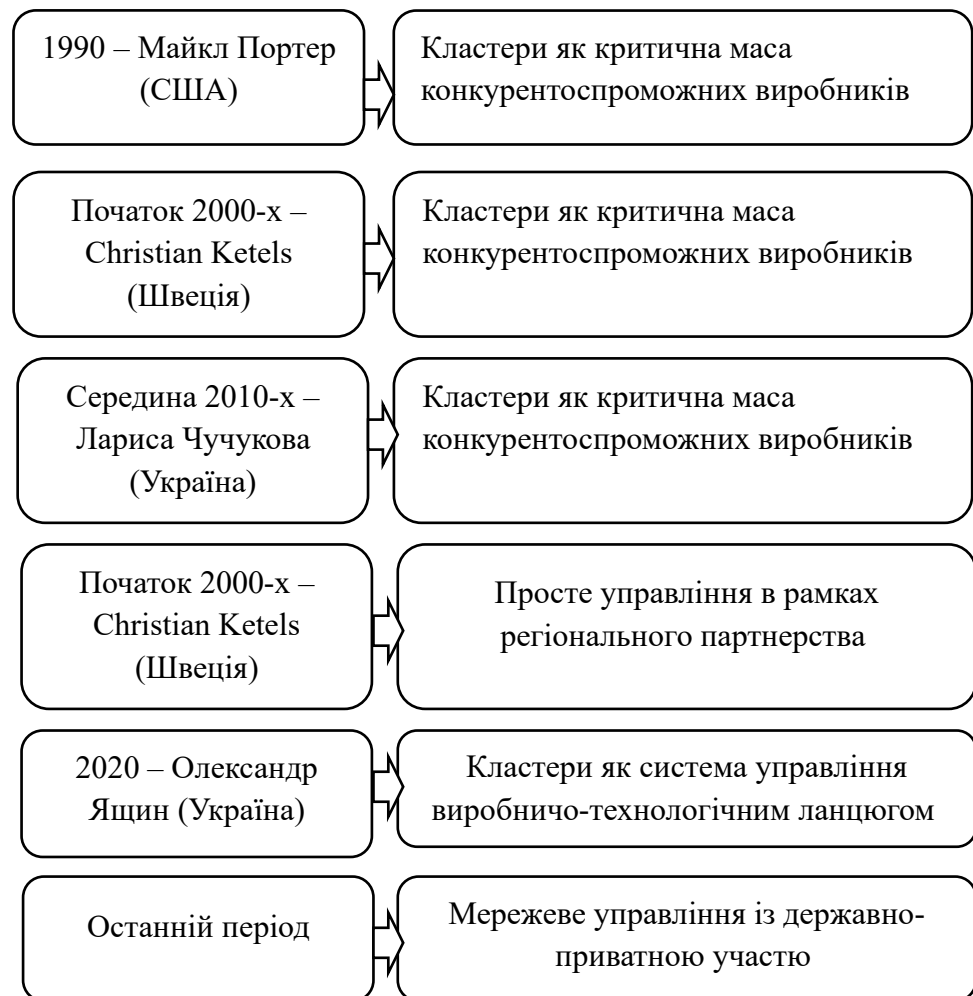 1990 – Майкл Портер
(США)
Кластери як критична маса
конкурентоспроможних виробників
Початок 2000-х –
Christian Ketels
(Швеція)
Кластери як критична маса
конкурентоспроможних виробників
Середина 2010-х –
Лариса Чучукова
(Україна)
Кластери як критична маса
конкурентоспроможних виробників
Початок 2000-х –
Christian Ketels
(Швеція)
Просте управління в рамках
регіонального партнерства
2020 – Олександр
Ящин (Україна)
Кластери як система управління
виробничо-технологічним ланцюгом
Останній період
Мережеве управління із державно-
приватною участю